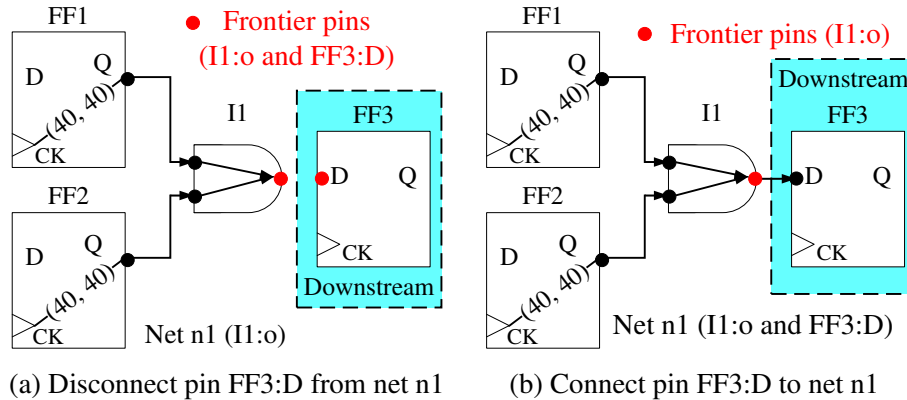 FF1
Frontier pins
(I1:o and FF3:D)
D
Q
(40, 40)
CK
I1
FF3
D
Q
CK
Downstream
FF2
D
Q
(40, 40)
CK
Net n1 (I1:o)
(a) Disconnect pin FF3:D from net n1
FF1
Frontier pins (I1:o)
D
Q
(40, 40)
CK
I1
Downstream
FF3
D
Q
CK
FF2
D
Q
(40, 40)
CK
Net n1 (I1:o and FF3:D)
(b) Connect pin FF3:D to net n1